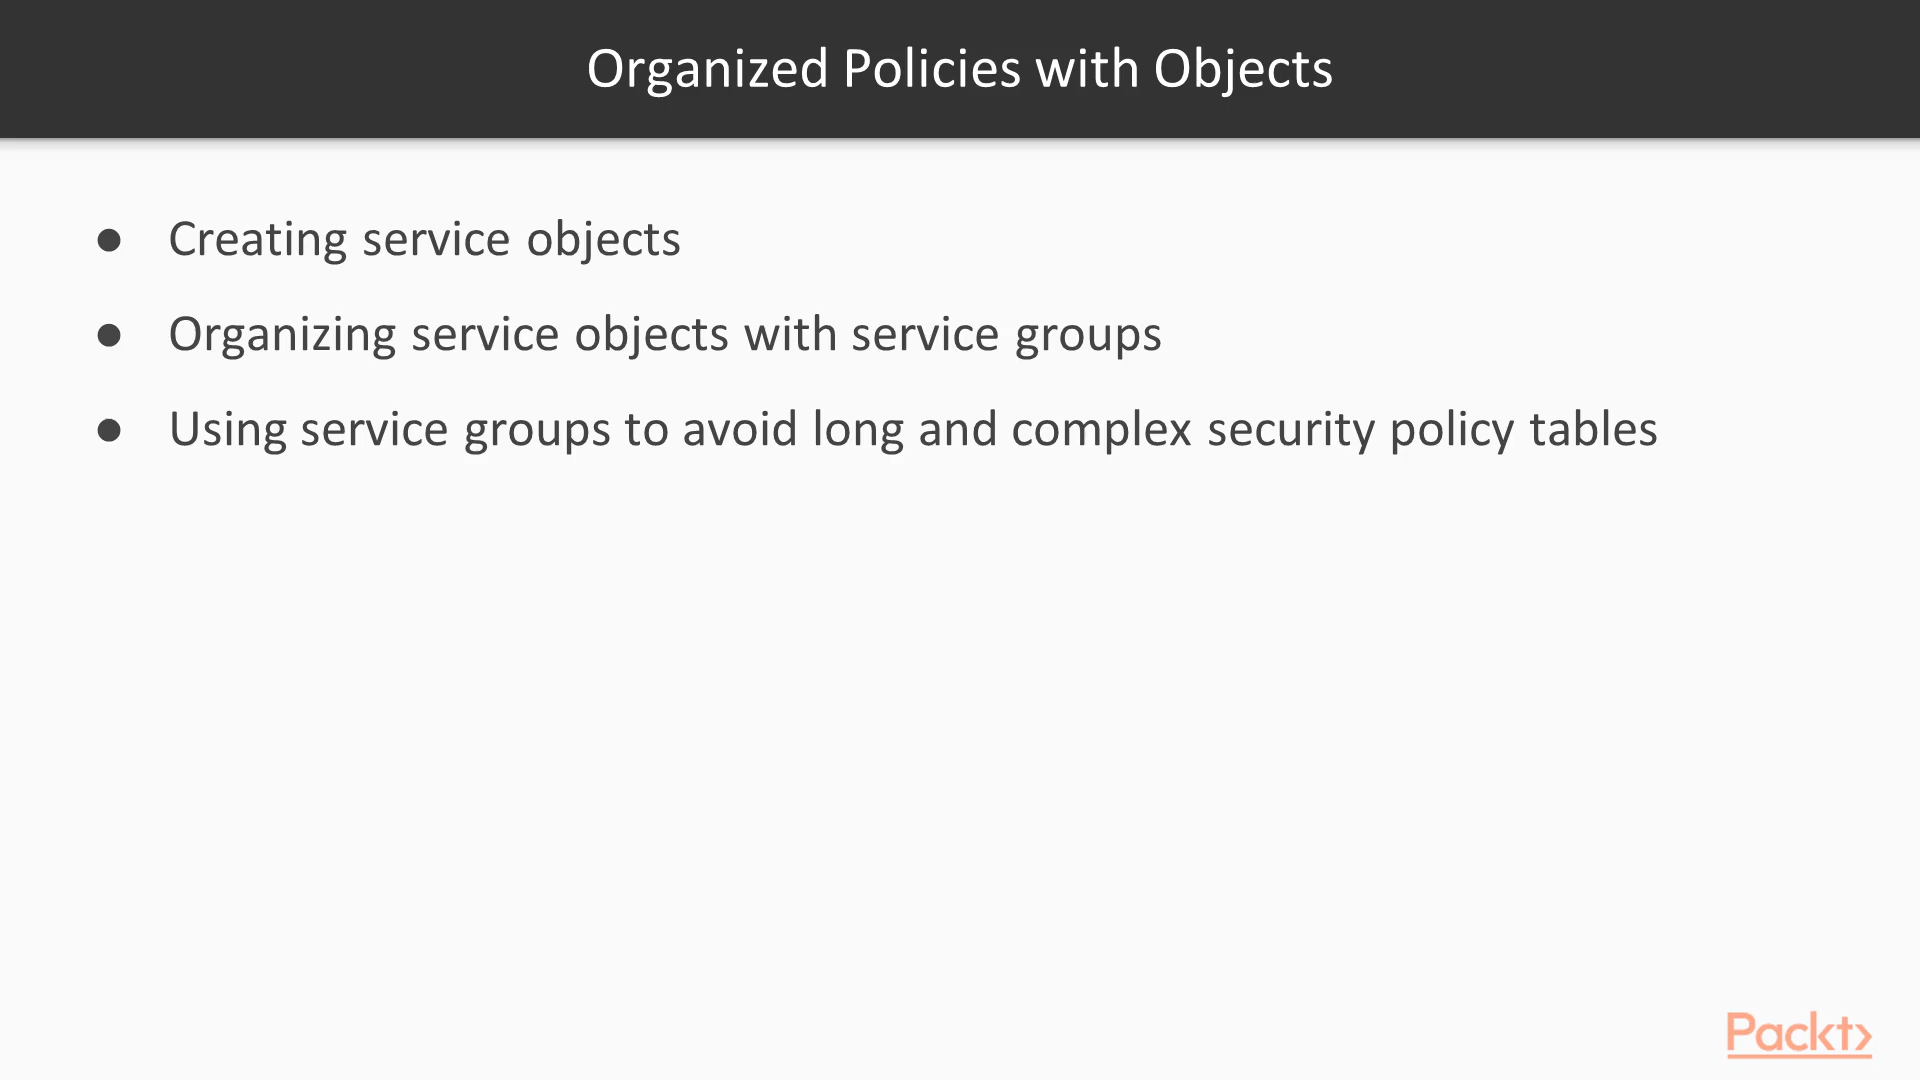 Organized Policies with Objects
● Creating service objects
● Organizing service objects with service groups
● Using service groups to avoid long and complex security policy tables
Packt>